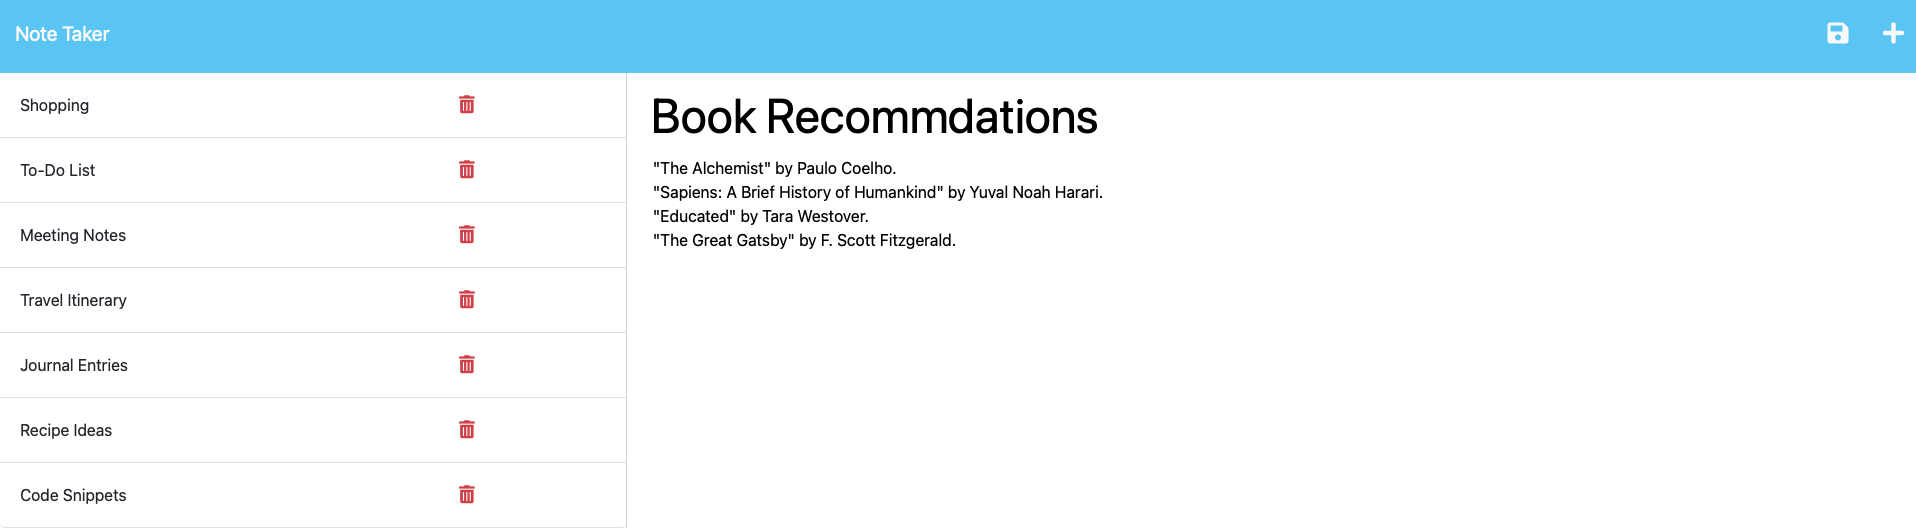 Note Taker
Shopping
To-Do List
Meeting Notes
Travel Itinerary
Journal Entries
Recipe Ideas
Code Snippets
Book Recommdations
"The Alchemist" by Paulo Coelho.
"Sapiens: A Brief History of Humankind" by Yuval Noah Harari.
"Educated" by Tara Westover.
"The Great Gatsby" by F. Scott Fitzgerald.